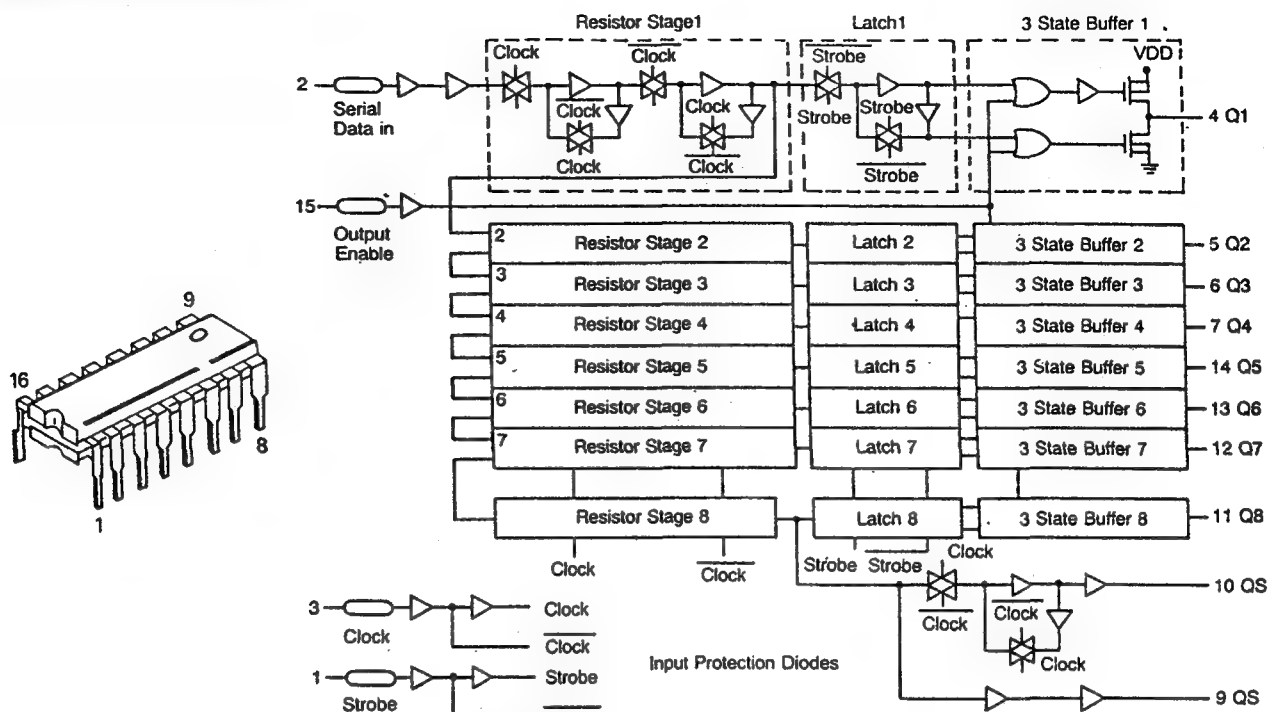 Resistor Stage1
Latch1
3 State Buffer 1
VDD
Clock
Clock
Strobe
2
Serial
Data in
Clock
Clock
Clock
Clock
Strobe
Strobe
Strobe
4 Q1
15
Output
Enable
2
Resistor Stage 2
Latch 2
3 State Buffer 2
5 Q2
3
Resistor Stage 3
Latch 3
3 State Buffer 3
6 Q3
4
Resistor Stage 4
Latch 4
3 State Buffer 4
7 Q4
5
Resistor Stage 5
Latch 5
3 State Buffer 5
14 Q5
6
Resistor Stage 6
Latch 6
3 State Buffer 6
13 Q6
7
Resistor Stage 7
Latch 7
3 State Buffer 7
12 Q7
Resistor Stage 8
Latch 8
3 State Buffer 8
11 Q8
Clock
Clock
Strobe
Strobe
Clock
10 QS
Clock
Clock
Clock
9 QS
3
Clock
Clock
Clock
1
Strobe
Strobe
Input Protection Diodes
9
16
8
1